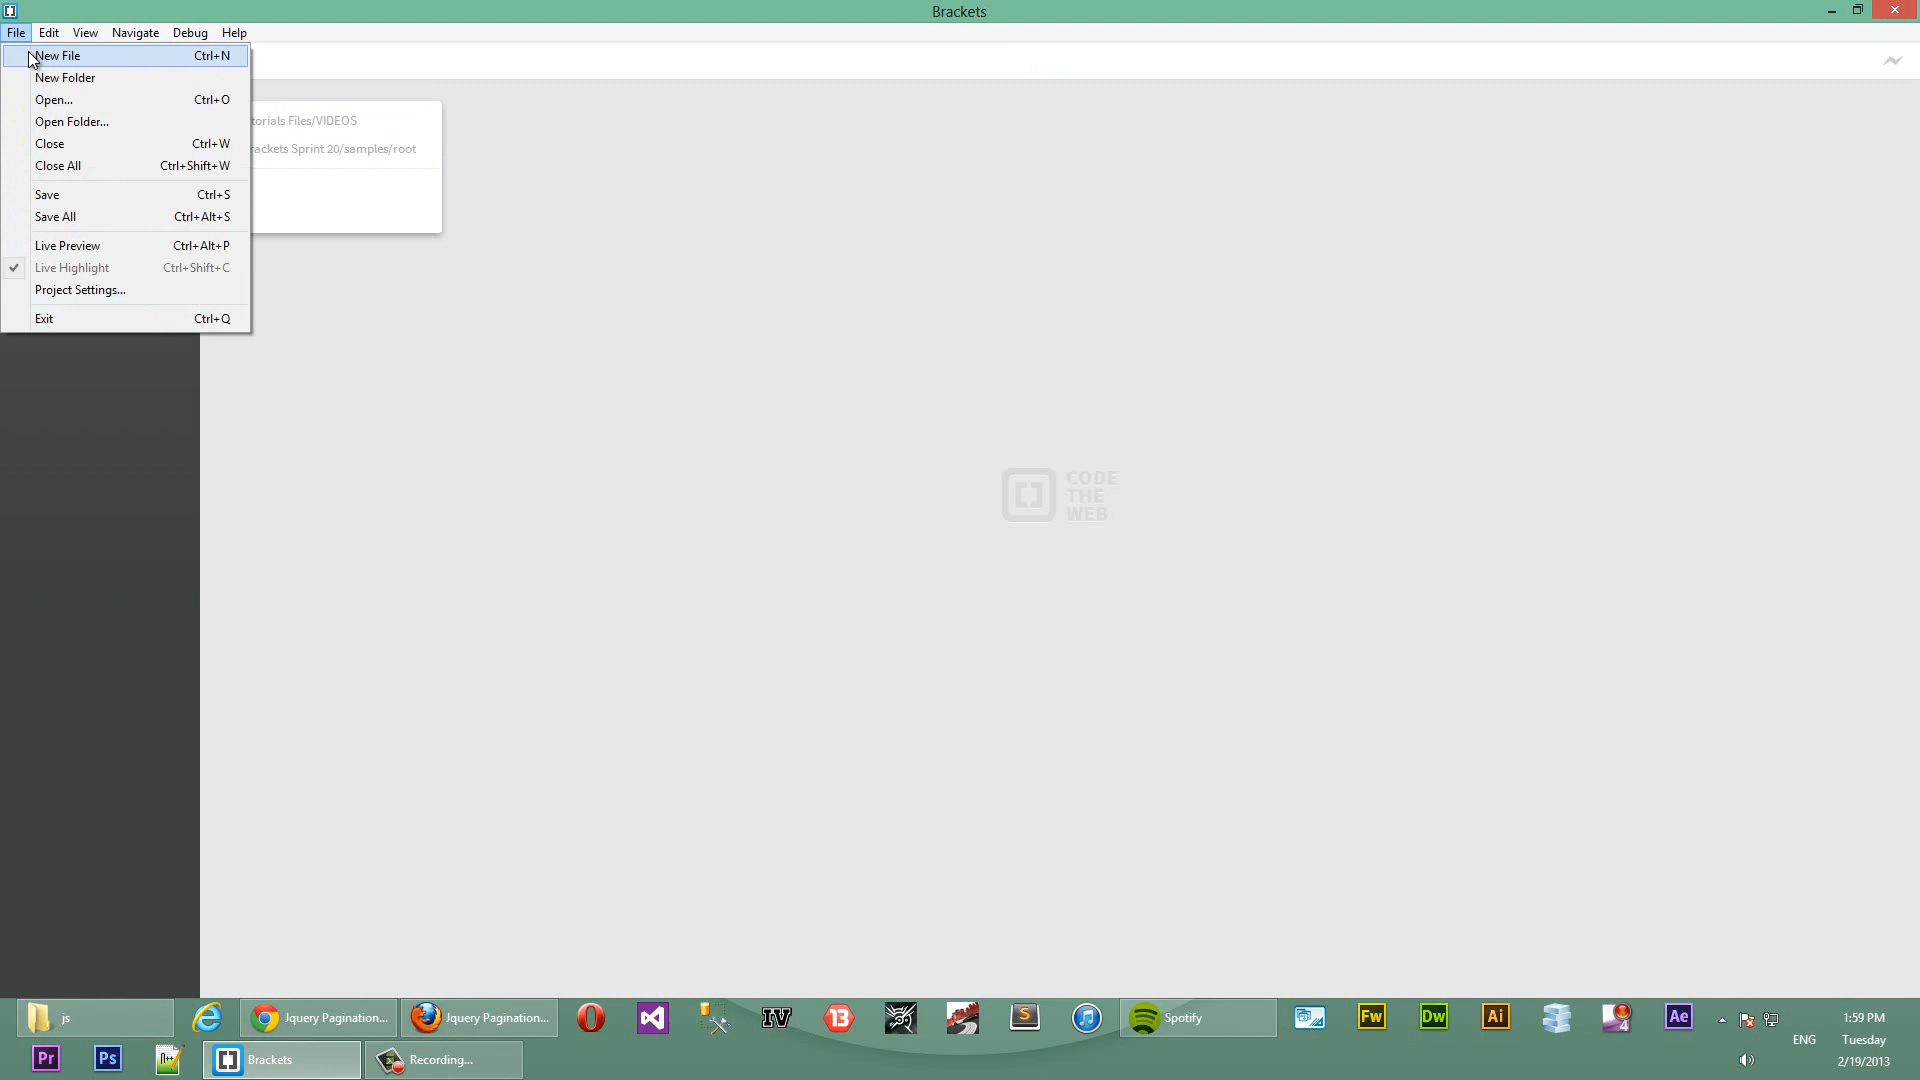 Brackets
File Edit View Navigate Debug Help
New File Ctrl+N
New Folder
Open... Ctrl+O
Open Folder...
Close Ctrl+W
Close All Ctrl+Shift+W
Save Ctrl+S
Save All Ctrl+Alt+S
Live Preview Ctrl+Alt+P
Live Highlight Ctrl+Shift+C
Project Settings...
Exit Ctrl+Q
torials Files/VIDEOS
rackets Sprint 20/samples/root
CODE
THE
WEB
js
Jquery Pagination...
Jquery Pagination...
IV
13
S
Spotify
Fw
Dw
Ai
4
Ae
ENG
1:59 PM
Tuesday
2/19/2013
Pr
Ps
Brackets
Recording...